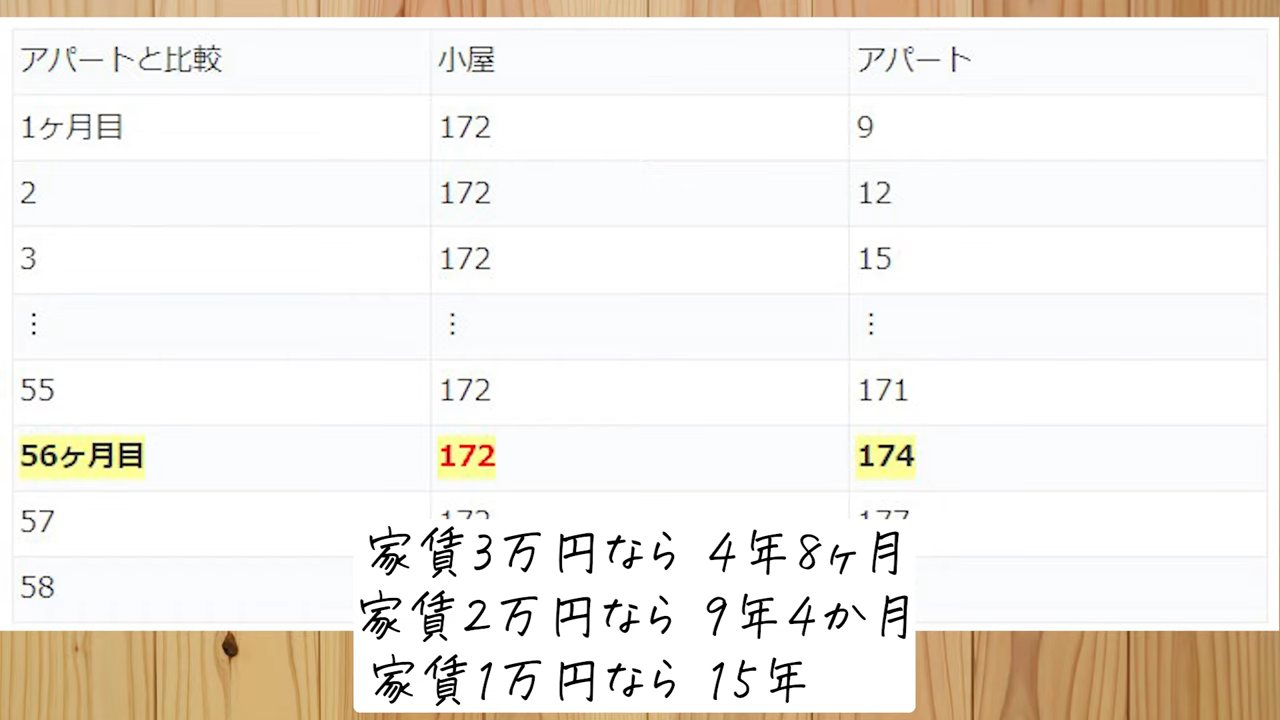 アパートと比較 小屋 アパート
1ヶ月目 172 9
2 172 12
3 172 15
⋮ ⋮ ⋮
55 172 171
56ヶ月目 172 174
57 172 177
58
家賃3万円なら 4年8ヶ月
家賃2万円なら 9年4か月
家賃1万円なら 15年